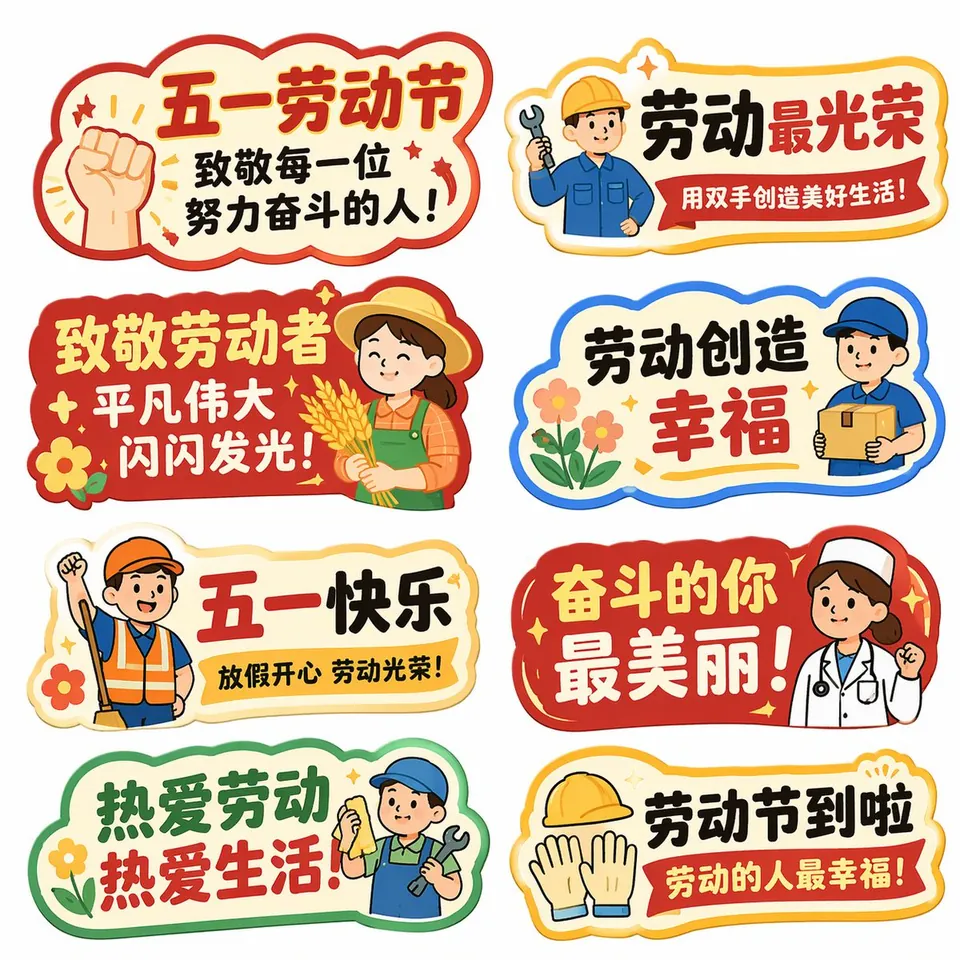 五一劳动节
致敬每一位
努力奋斗的人!
劳动最光荣
用双手创造美好生活!
致敬劳动者
平凡伟大
闪闪发光!
劳动创造
幸福
五一快乐
放假开心 劳动光荣!
奋斗的你
最美丽!
热爱劳动
热爱生活!
劳动节到啦
劳动的人最幸福!